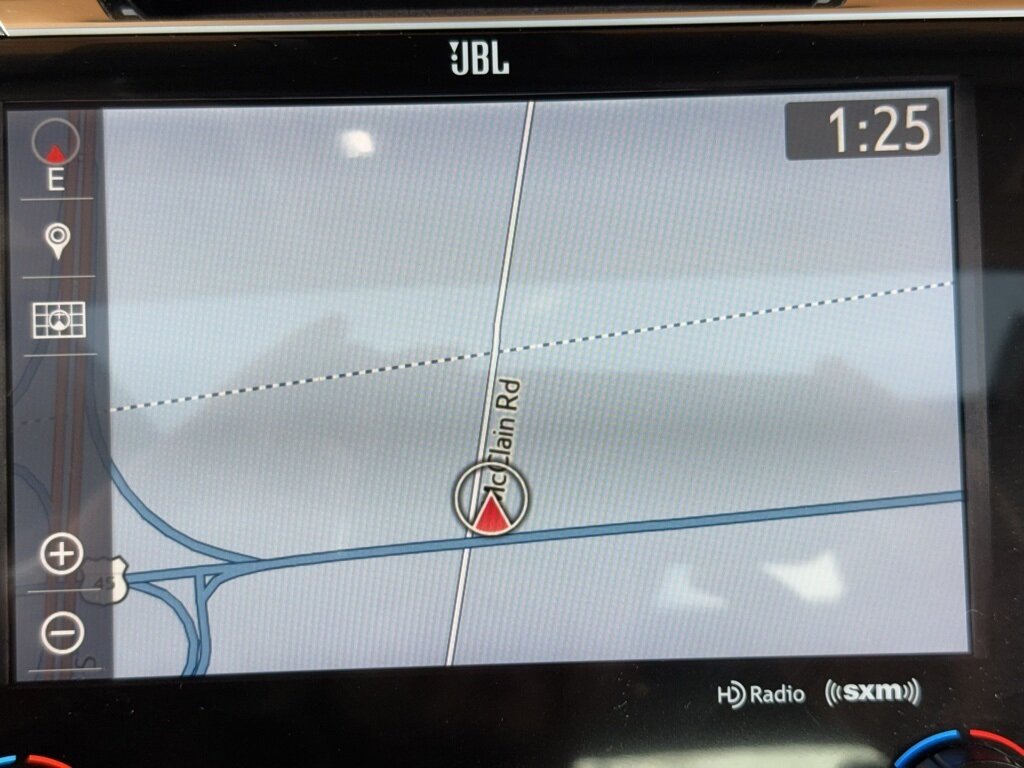 JBL
1:25
E
McClain Rd
45
S
HD Radio
((( sxm )))